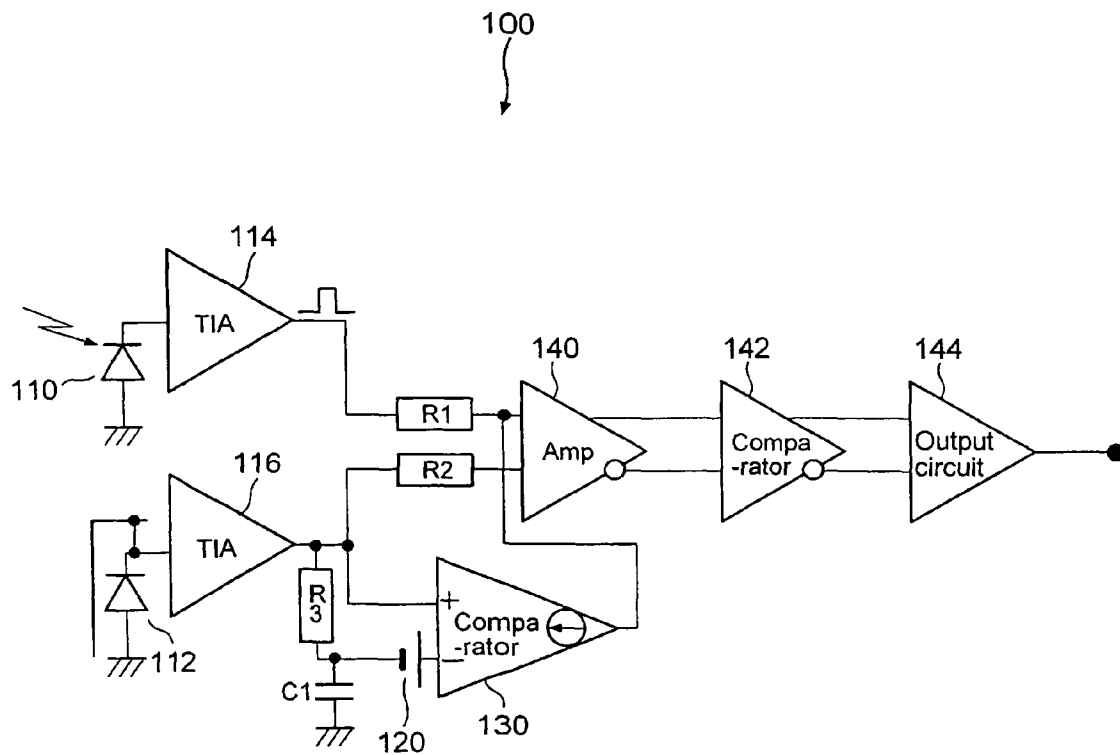 100
114
TIA
110
140
142
144
R1
Amp
Compa
-rator
Output
circuit
R2
116
TIA
R
3
+
Compa
-rator
−
112
C1
120
130